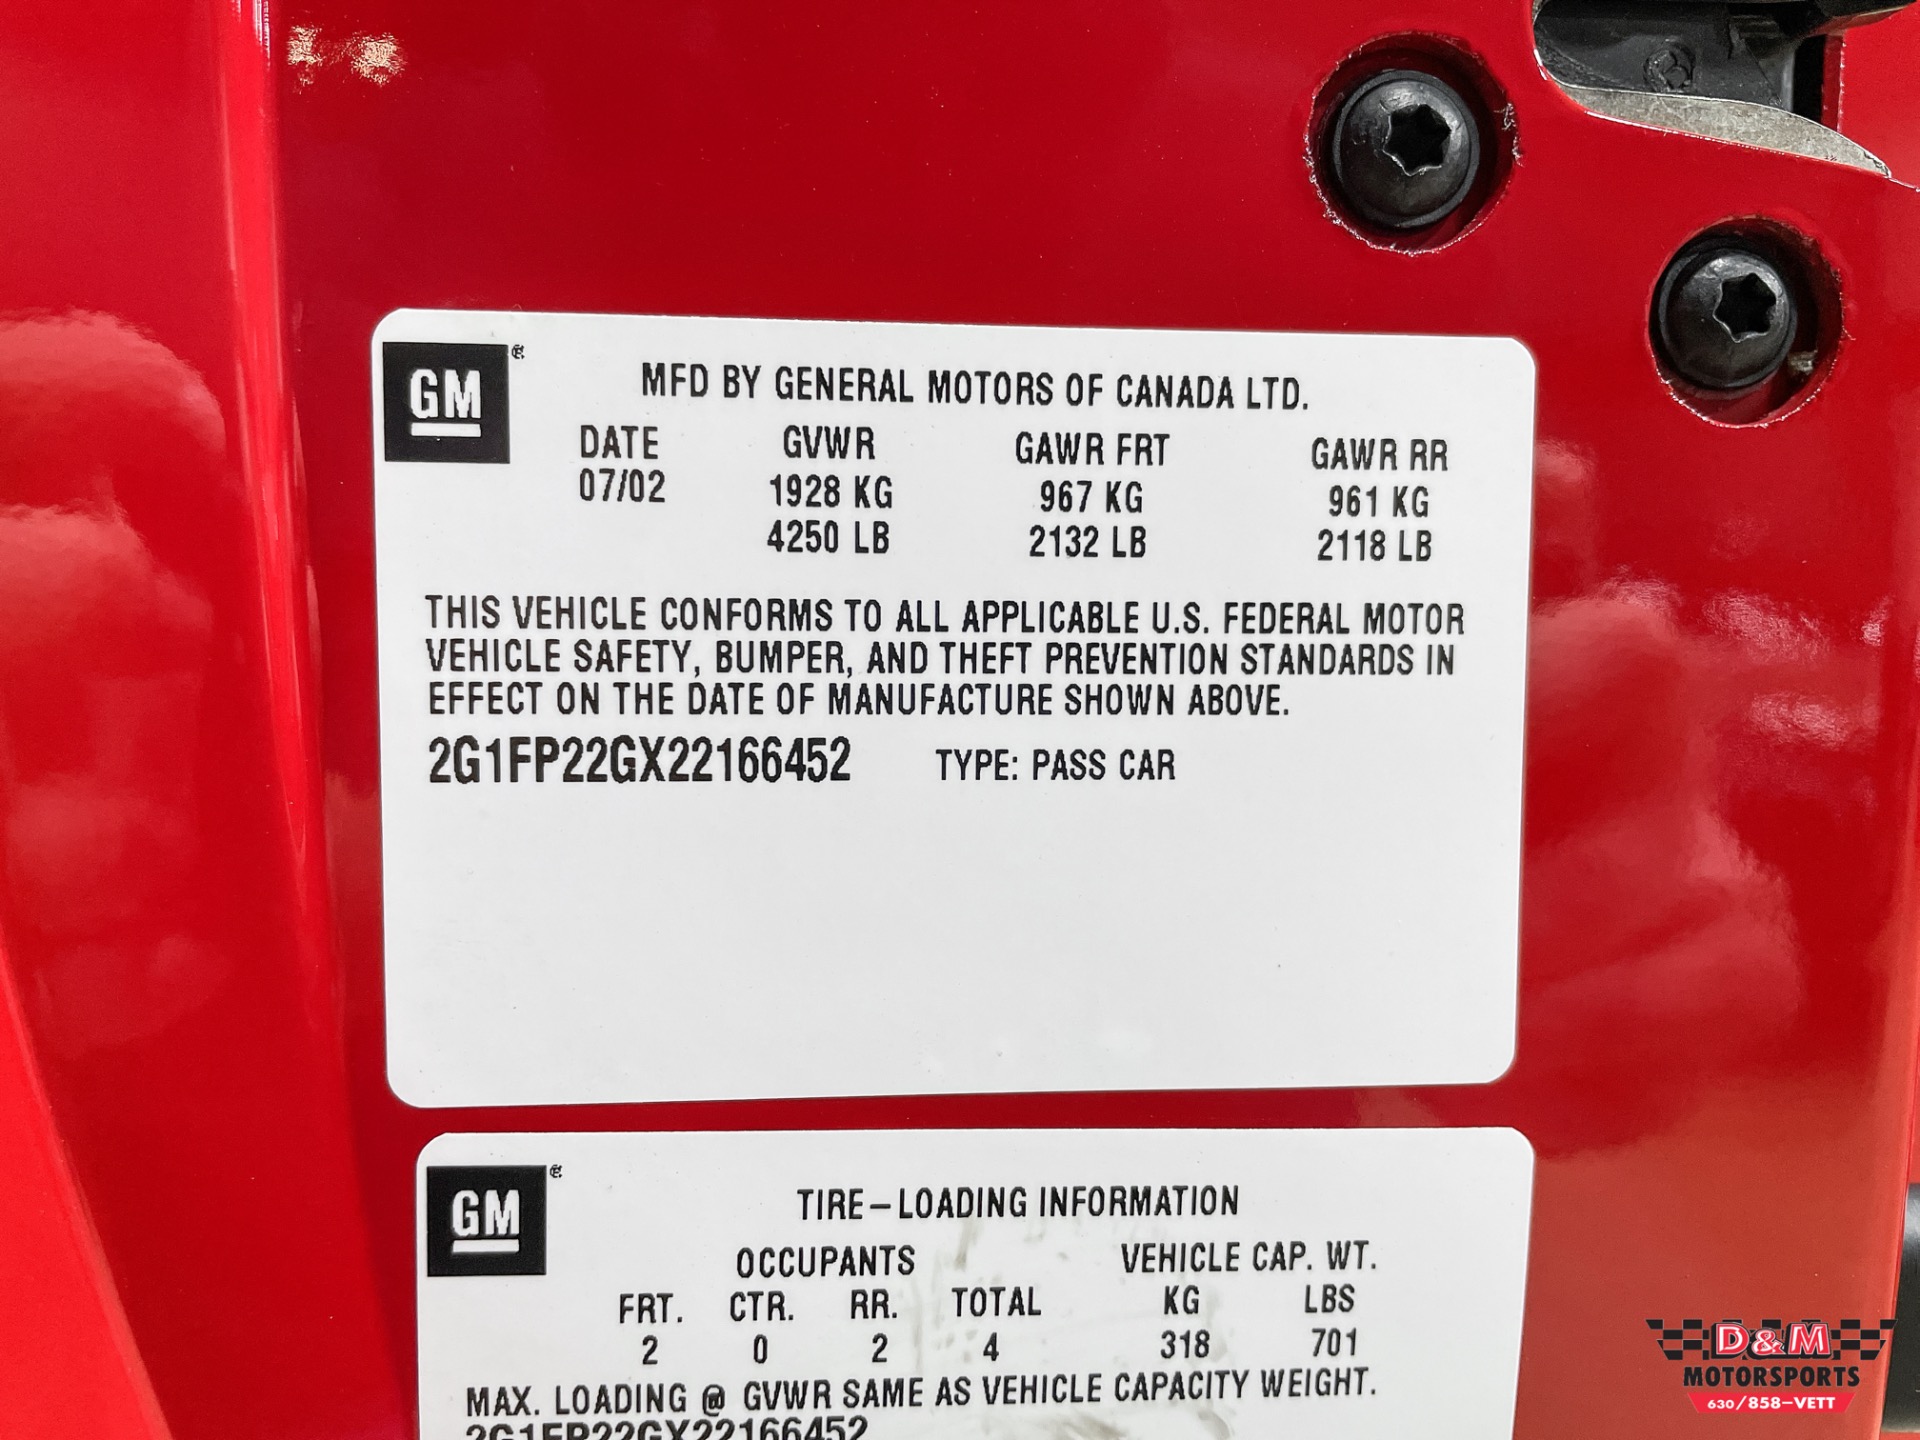 GM
MFD BY GENERAL MOTORS OF CANADA LTD.
DATE GVWR GAWR FRT GAWR RR
07/02 1928 KG 967 KG 961 KG
4250 LB 2132 LB 2118 LB
THIS VEHICLE CONFORMS TO ALL APPLICABLE U.S. FEDERAL MOTOR
VEHICLE SAFETY, BUMPER, AND THEFT PREVENTION STANDARDS IN
EFFECT ON THE DATE OF MANUFACTURE SHOWN ABOVE.
2G1FP22GX22166452 TYPE: PASS CAR
GM
TIRE-LOADING INFORMATION
OCCUPANTS VEHICLE CAP. WT.
FRT. CTR. RR. TOTAL KG LBS
2 0 2 4 318 701
MAX. LOADING @ GVWR SAME AS VEHICLE CAPACITY WEIGHT.
2G1FP22GX22166452
D&M
MOTORSPORTS
630/858-VETT